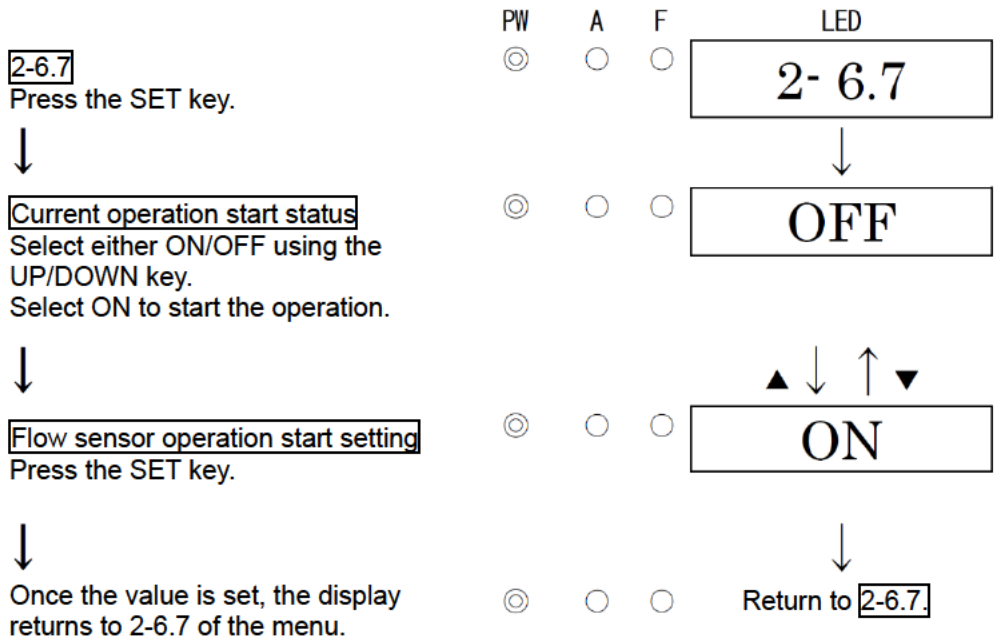 PW A F LED
2-6.7
Press the SET key.
2- 6.7
Current operation start status
Select either ON/OFF using the
UP/DOWN key.
Select ON to start the operation.
OFF
▲ ▼
Flow sensor operation start setting
Press the SET key.
ON
Once the value is set, the display
returns to 2-6.7 of the menu.
Return to 2-6.7.